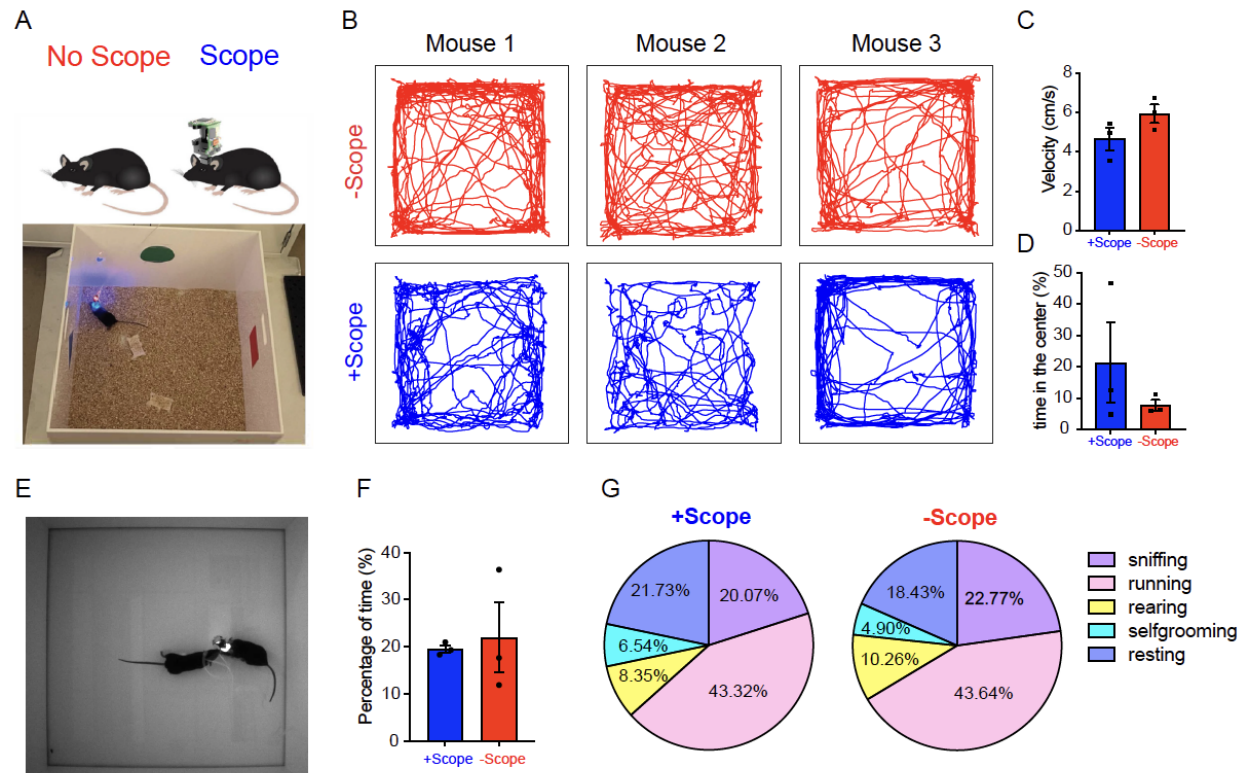 A
No Scope
Scope
B
Mouse 1
Mouse 2
Mouse 3
-Scope
+Scope
C
Velocity (cm/s)
8
6
4
2
0
+Scope
-Scope
D
time in the center (%)
50
40
30
20
10
0
+Scope
-Scope
E
F
Percentage of time (%)
40
30
20
10
0
+Scope
-Scope
G
+Scope
21.73%
20.07%
6.54%
8.35%
43.32%
-Scope
18.43%
22.77%
4.90%
10.26%
43.64%
sniffing
running
rearing
selfgrooming
resting